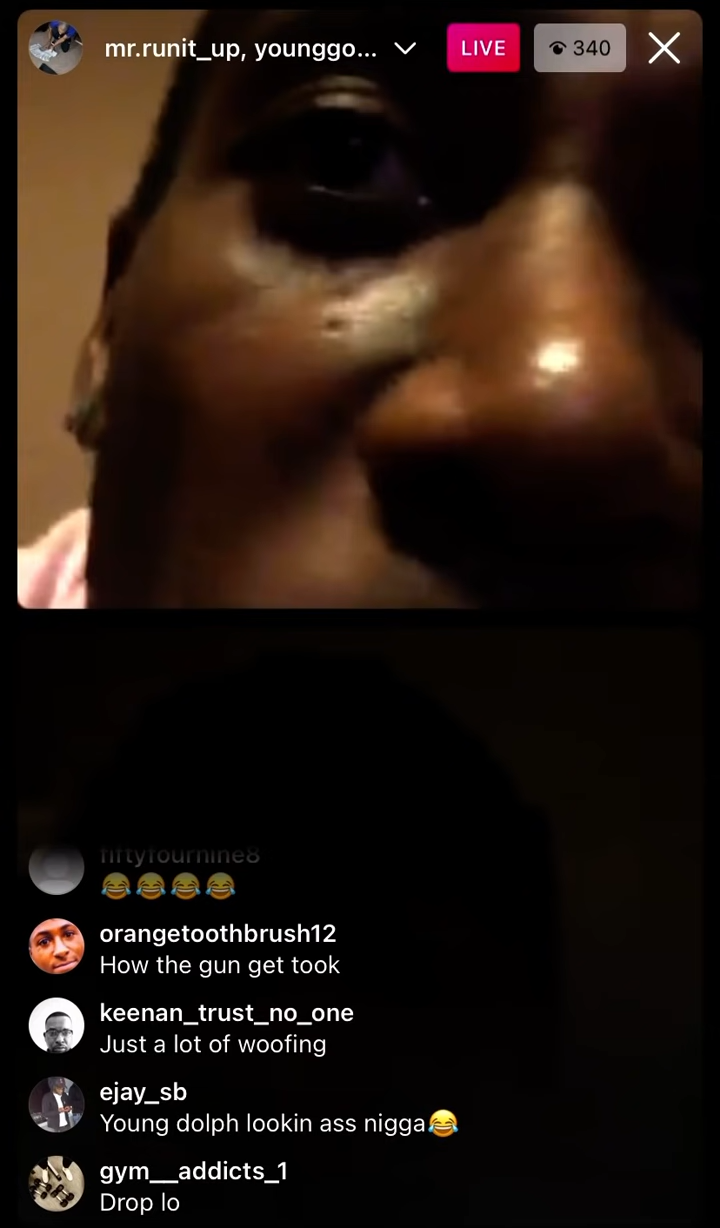 mr.runit_up, younggo... LIVE 340
fiftyfournine8
😂😂😂😂
orangetoothbrush12
How the gun get took
keenan_trust_no_one
Just a lot of woofing
ejay_sb
Young dolph lookin ass nigga😂
gym__addicts_1
Drop lo